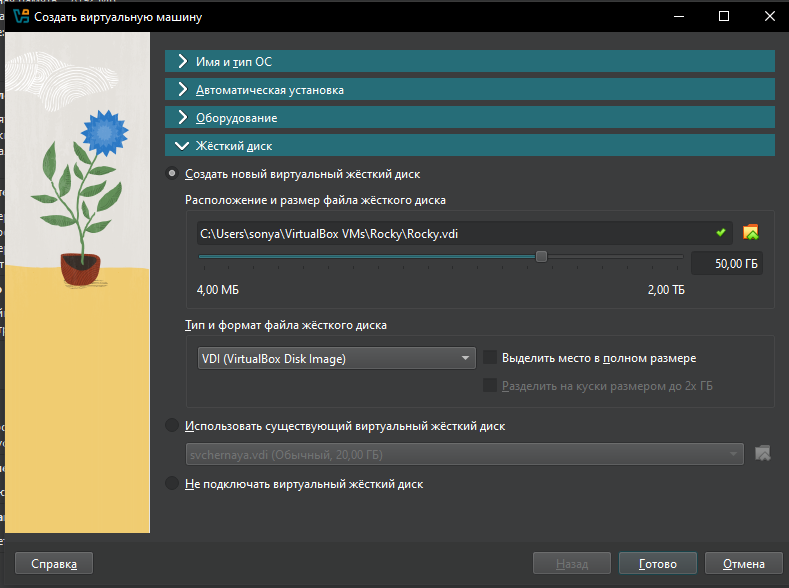 Создать виртуальную машину
Имя и тип ОС
Автоматическая установка
Оборудование
Жёсткий диск
Создать новый виртуальный жёсткий диск
Расположение и размер файла жёсткого диска
C:\Users\sonya\VirtualBox VMs\Rocky\Rocky.vdi
50,00 ГБ
4,00 МБ 2,00 ТБ
Тип и формат файла жёсткого диска
VDI (VirtualBox Disk Image) Выделить место в полном размере
Разделить на куски размером до 2х ГБ
Использовать существующий виртуальный жёсткий диск
svchernaya.vdi (Обычный, 20,00 ГБ)
Не подключать виртуальный жёсткий диск
Справка Назад Готово Отмена